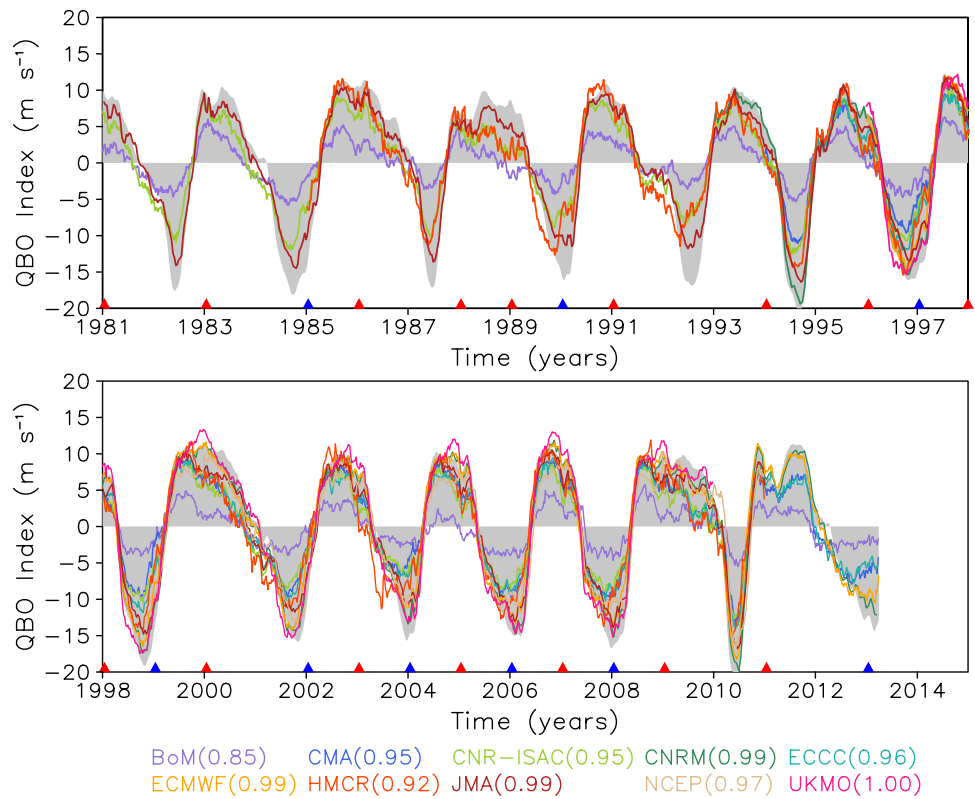 20
15
10
5
0
−5
−10
−15
−20
QBO Index (m s⁻¹)
1981 1983 1985 1987 1989 1991 1993 1995 1997
Time (years)
20
15
10
5
0
−5
−10
−15
−20
QBO Index (m s⁻¹)
1998 2000 2002 2004 2006 2008 2010 2012 2014
Time (years)
BoM(0.85) CMA(0.95) CNR−ISAC(0.95) CNRM(0.99) ECCC(0.96)
ECMWF(0.99) HMCR(0.92) JMA(0.99) NCEP(0.97) UKMO(1.00)